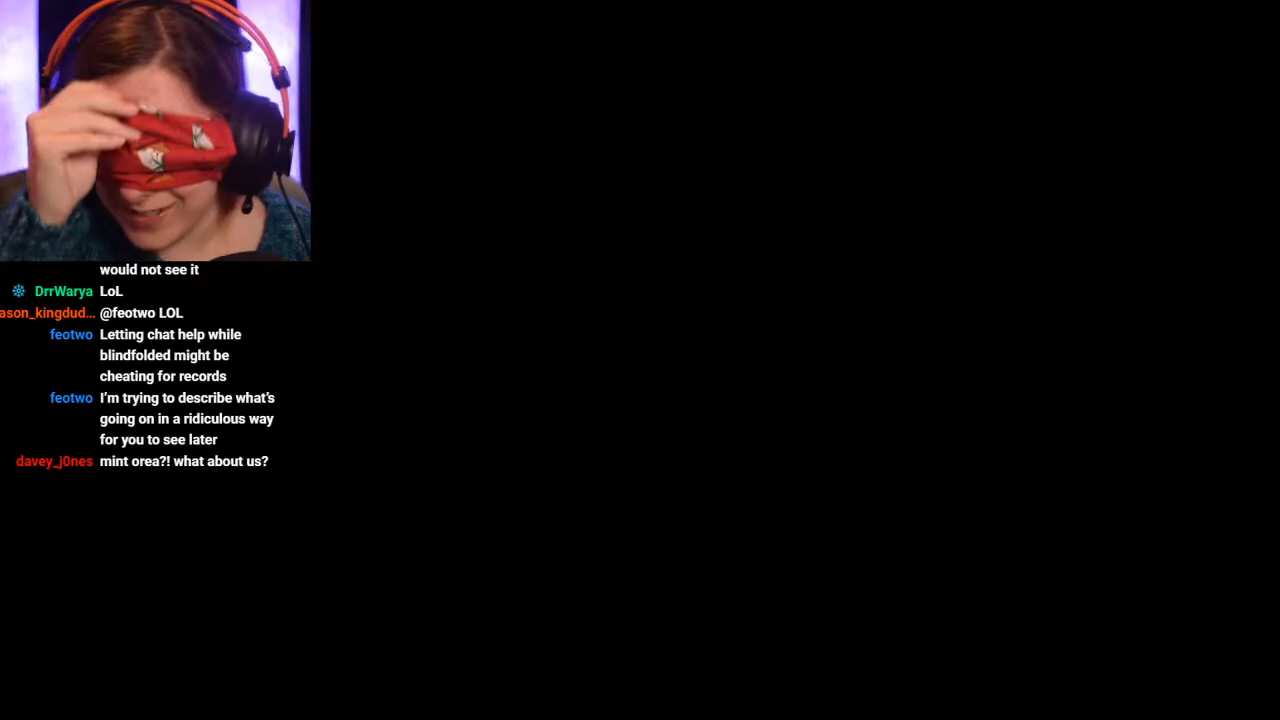 would not see it
DrrWarya LoL
ason_kingdud... @feotwo LOL
feotwo Letting chat help while
blindfolded might be
cheating for records
feotwo I'm trying to describe what's
going on in a ridiculous way
for you to see later
davey_j0nes mint orea?! what about us?